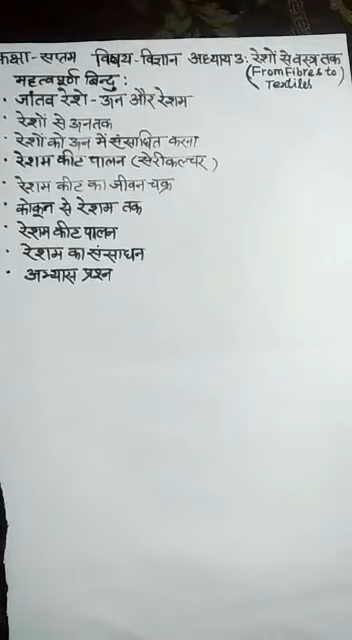 कक्षा-सप्तम विषय-विज्ञान अध्याय 3: रेशों से वस्त्र तक
(From Fibres to Textiles)
महत्वपूर्ण बिन्दु:
• जांतव रेशे - ऊन और रेशम
• रेशों से ऊन तक
• रेशों को ऊन में संसाधित करना
• रेशम कीट पालन (सेरीकल्चर)
• रेशम कीट का जीवन चक्र
• कोकून से रेशम तक
• रेशम कीट पालन
• रेशम का संसाधन
• अभ्यास प्रश्न